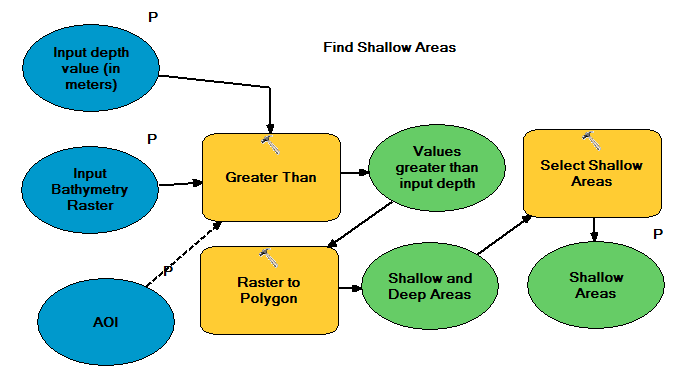 P
Find Shallow Areas
Input depth
value (in
meters)
P
Input
Bathymetry
Raster
Greater Than
Values
greater than
input depth
Select Shallow
Areas
P
P
AOI
Raster to
Polygon
Shallow and
Deep Areas
Shallow
Areas